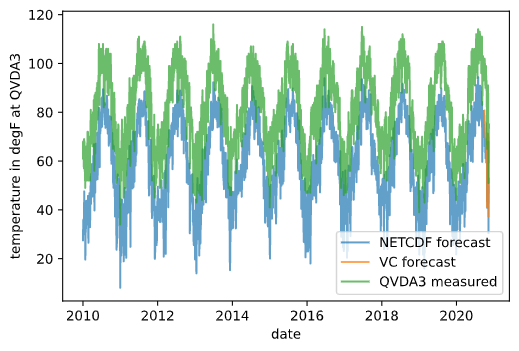 temperature in degF at QVDA3
120
100
80
60
40
20
2010
2012
2014
2016
2018
2020
date
NETCDF forecast
VC forecast
QVDA3 measured